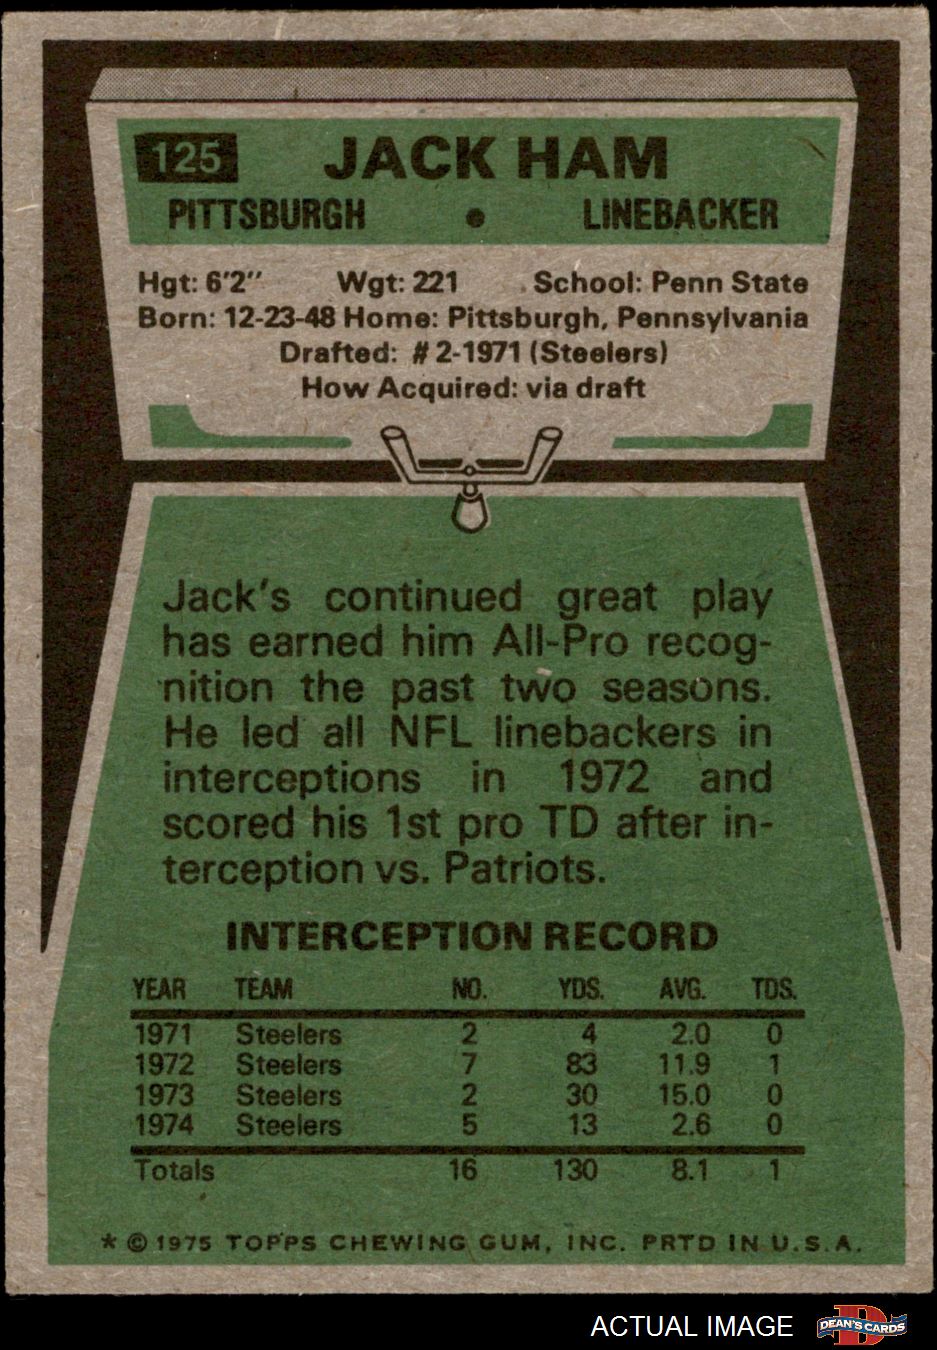 125 JACK HAM
PITTSBURGH • LINEBACKER
Hgt: 6'2" Wgt: 221 School: Penn State
Born: 12-23-48 Home: Pittsburgh, Pennsylvania
Drafted: #2-1971 (Steelers)
How Acquired: via draft
Jack's continued great play
has earned him All-Pro recog-
nition the past two seasons.
He led all NFL linebackers in
interceptions in 1972 and
scored his 1st pro TD after in-
terception vs. Patriots.
INTERCEPTION RECORD
YEAR TEAM NO. YDS. AVG. TDS.
1971 Steelers 2 4 2.0 0
1972 Steelers 7 83 11.9 1
1973 Steelers 2 30 15.0 0
1974 Steelers 5 13 2.6 0
Totals 16 130 8.1 1
* © 1975 TOPPS CHEWING GUM, INC. PRTD IN U.S.A.
ACTUAL IMAGE D DEAN'S CARDS